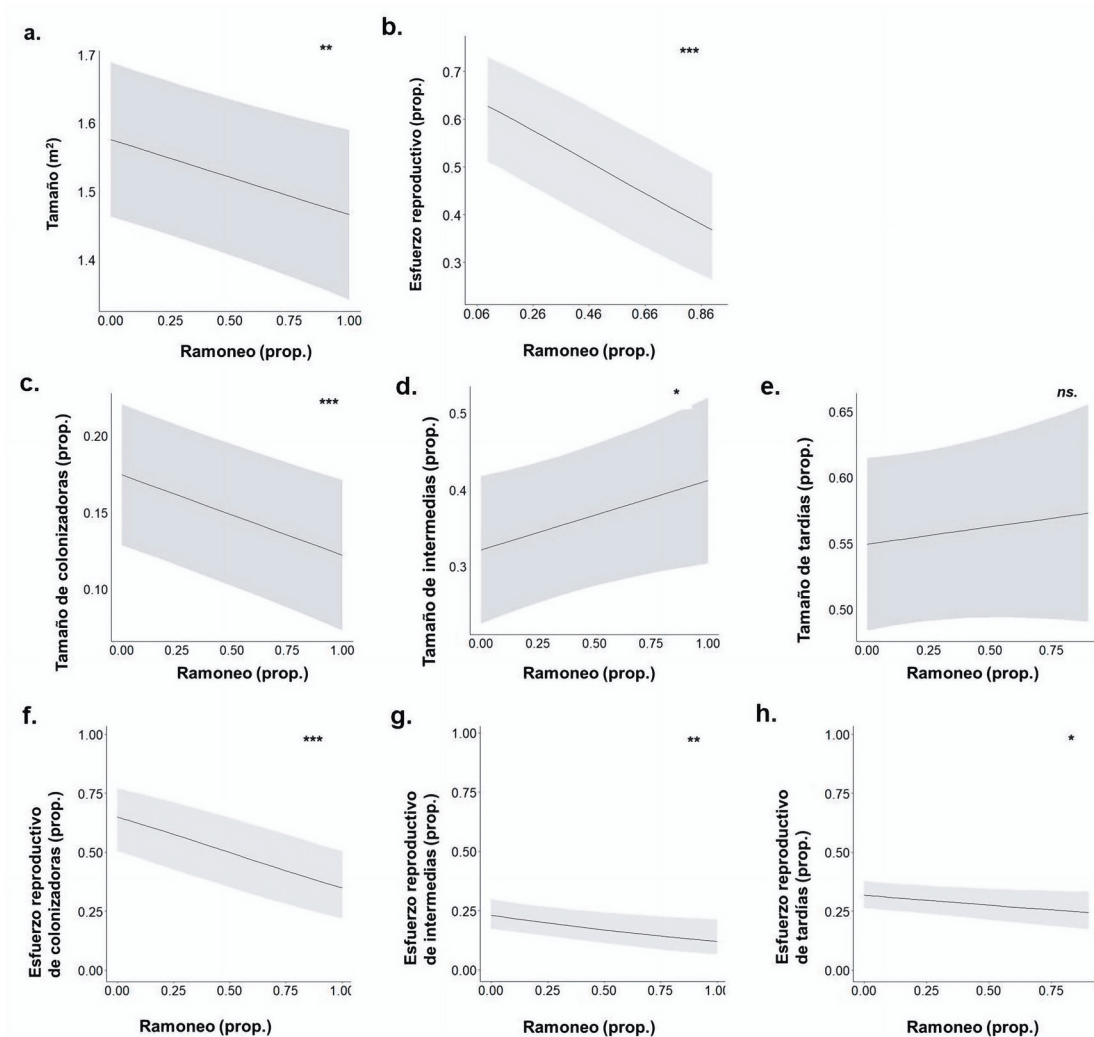 a.
**
1.7
1.6
1.5
1.4
Tamaño (m²)
0.00 0.25 0.50 0.75 1.00
Ramoneo (prop.)
b.
***
0.7
0.6
0.5
0.4
0.3
Esfuerzo reproductivo (prop.)
0.06 0.26 0.46 0.66 0.86
Ramoneo (prop.)
c.
***
0.20
0.15
0.10
Tamaño de colonizadoras (prop.)
0.00 0.25 0.50 0.75 1.00
Ramoneo (prop.)
d.
*
0.5
0.4
0.3
Tamaño de intermedias (prop.)
0.00 0.25 0.50 0.75 1.00
Ramoneo (prop.)
e.
ns.
0.65
0.60
0.55
0.50
Tamaño de tardías (prop.)
0.00 0.25 0.50 0.75
Ramoneo (prop.)
f.
***
1.00
0.75
0.50
0.25
0.00
Esfuerzo reproductivo
de colonizadoras (prop.)
0.00 0.25 0.50 0.75 1.00
Ramoneo (prop.)
g.
**
1.00
0.75
0.50
0.25
0.00
Esfuerzo reproductivo
de intermedias (prop.)
0.00 0.25 0.50 0.75 1.00
Ramoneo (prop.)
h.
*
1.00
0.75
0.50
0.25
0.00
Esfuerzo reproductivo
de tardías (prop.)
0.00 0.25 0.50 0.75
Ramoneo (prop.)